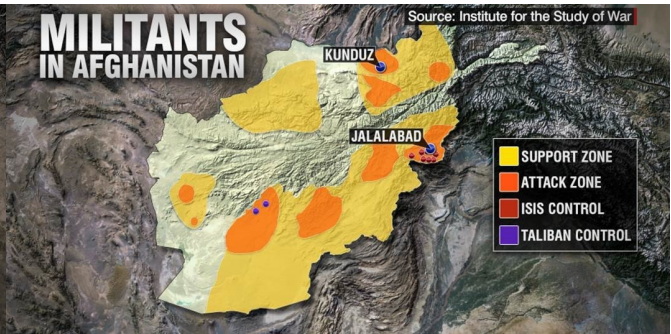 Source: Institute for the Study of War
MILITANTS
IN AFGHANISTAN
KUNDUZ
JALALABAD
SUPPORT ZONE
ATTACK ZONE
ISIS CONTROL
TALIBAN CONTROL